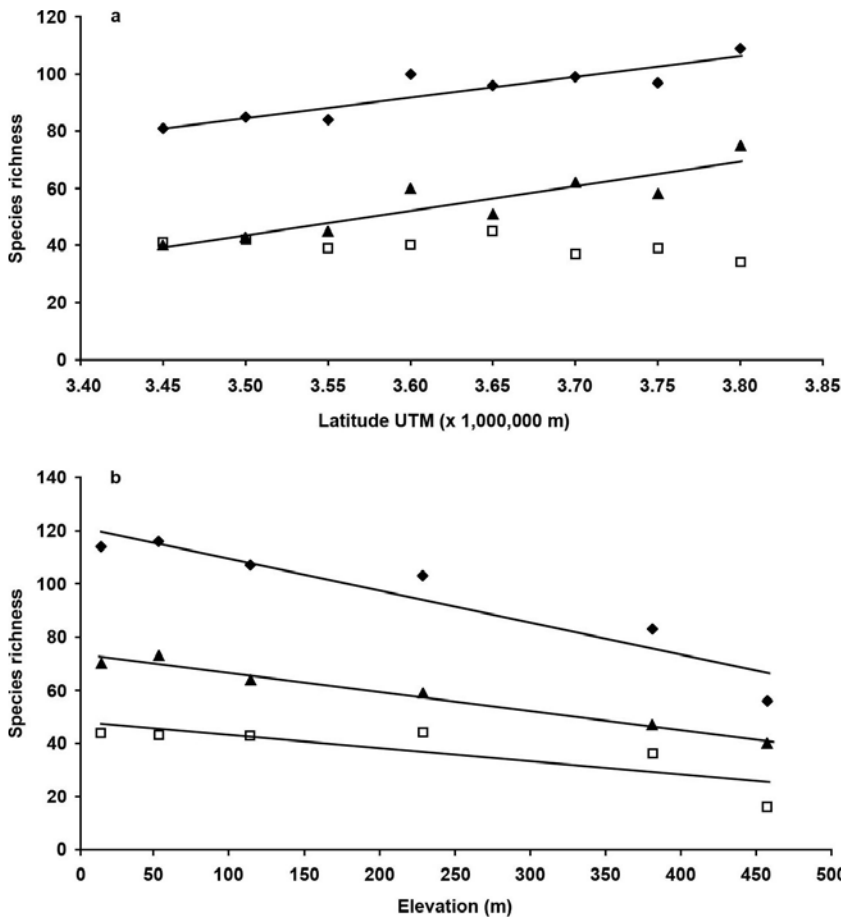 a
120
100
80
60
40
20
0
Species richness
3.40 3.45 3.50 3.55 3.60 3.65 3.70 3.75 3.80 3.85
Latitude UTM (x 1,000,000 m)
b
140
120
100
80
60
40
20
0
Species richness
0 50 100 150 200 250 300 350 400 450 500
Elevation (m)